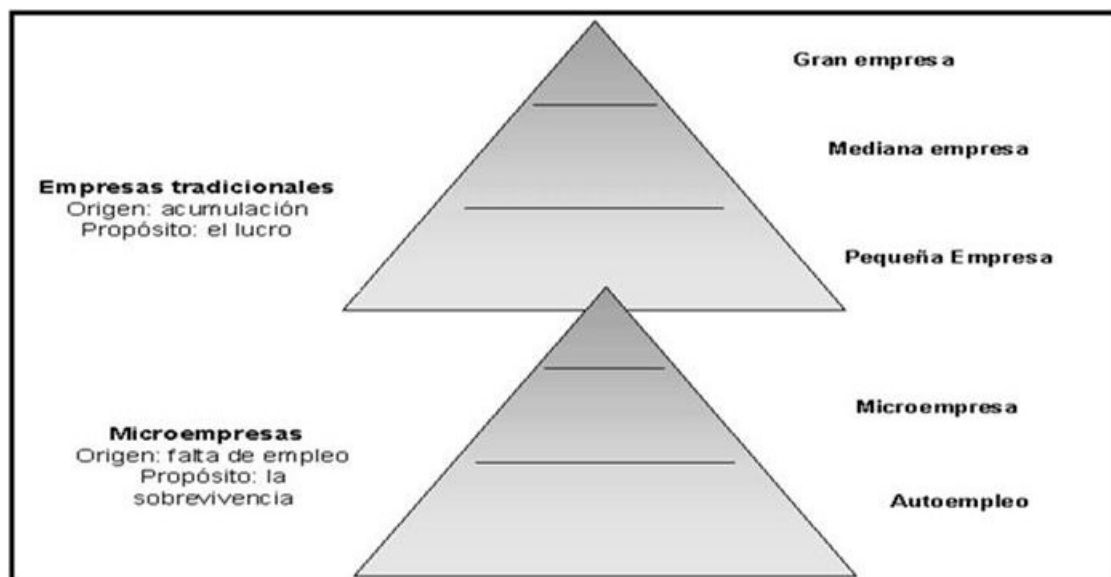 Gran empresa
Mediana empresa
Empresas tradicionales
Origen: acumulación
Propósito: el lucro
Pequeña Empresa
Microempresa
Microempresas
Origen: falta de empleo
Propósito: la
sobrevivencia
Autoempleo